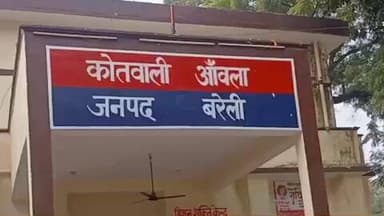 कोतवाली आँवला
जनपद बरेली